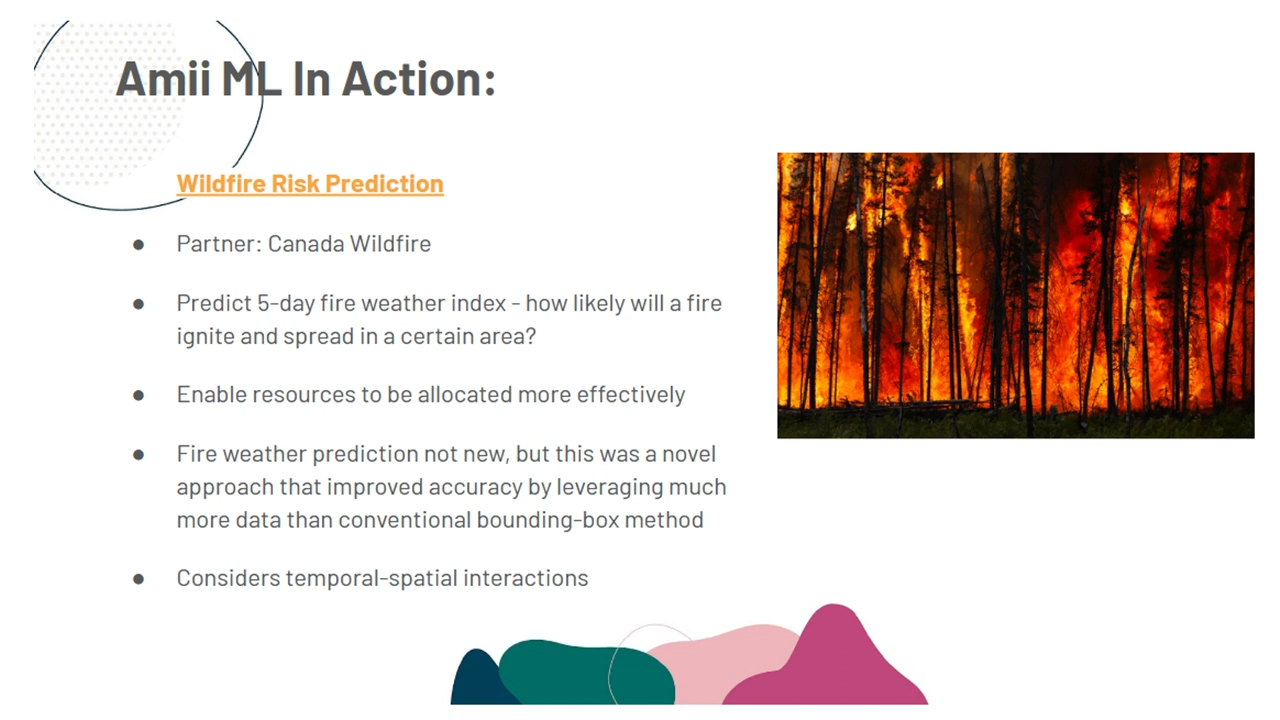 Amii ML In Action:
Wildfire Risk Prediction
● Partner: Canada Wildfire
● Predict 5-day fire weather index - how likely will a fire
ignite and spread in a certain area?
● Enable resources to be allocated more effectively
● Fire weather prediction not new, but this was a novel
approach that improved accuracy by leveraging much
more data than conventional bounding-box method
● Considers temporal-spatial interactions